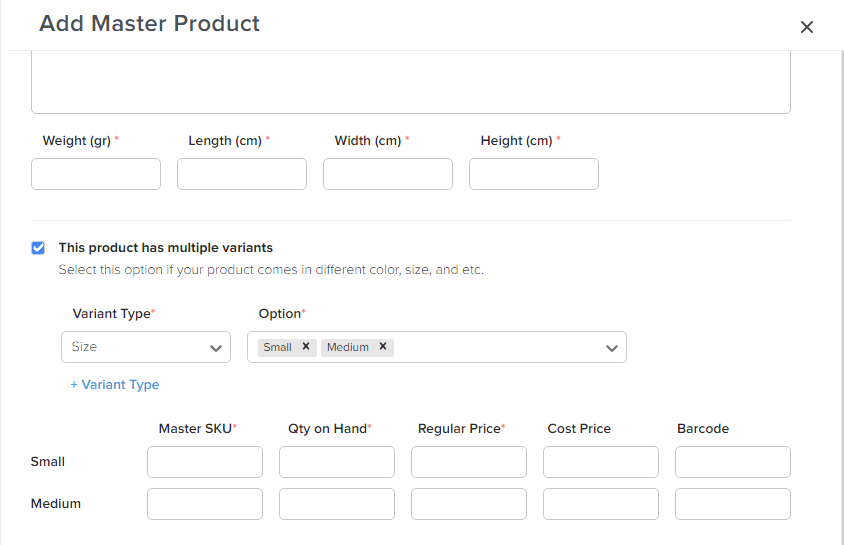 Add Master Product
Weight (gr) * Length (cm) * Width (cm) * Height (cm) *
This product has multiple variants
Select this option if your product comes in different color, size, and etc.
Variant Type* Option*
Size Small × Medium ×
+ Variant Type
Master SKU* Qty on Hand* Regular Price* Cost Price Barcode
Small
Medium